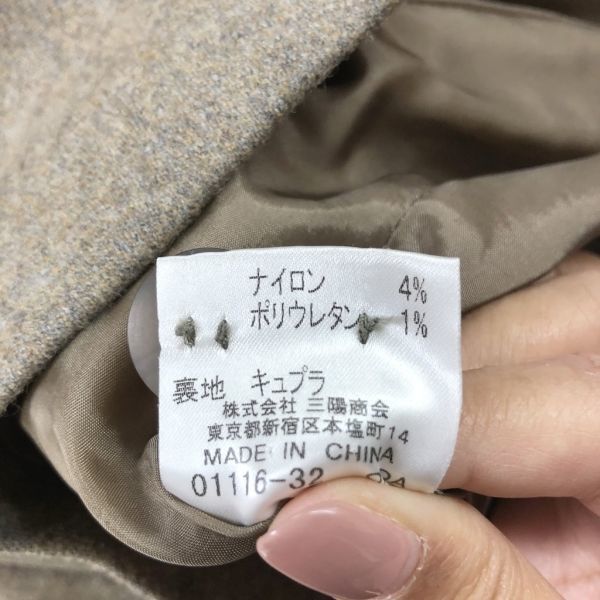 ナイロン 4%
ポリウレタン 1%
裏地 キュプラ
株式会社 三陽商会
東京都新宿区本塩町14
MADE IN CHINA
01116-32